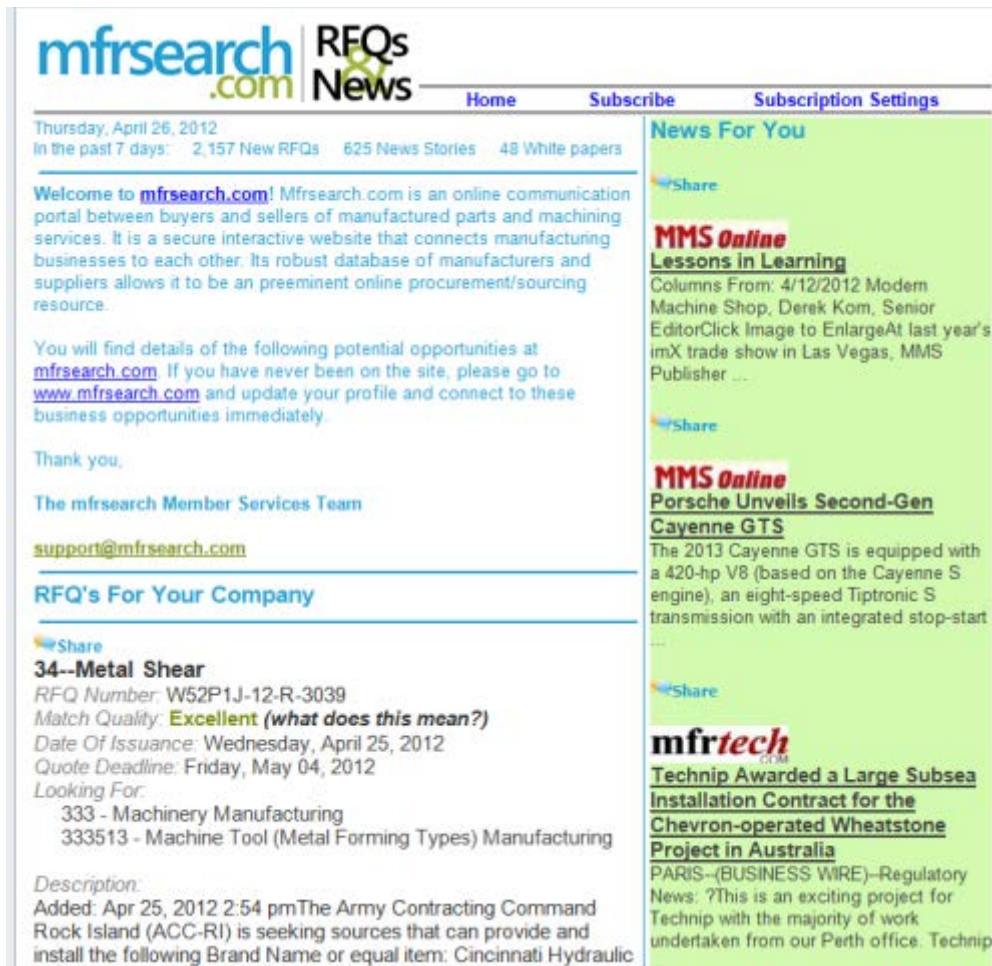 mfrsearch
.com
RFQs
&
News
Home Subscribe Subscription Settings
Thursday, April 26, 2012
In the past 7 days: 2,157 New RFQs 625 News Stories 48 White papers
Welcome to mfrsearch.com! Mfrsearch.com is an online communication
portal between buyers and sellers of manufactured parts and machining
services. It is a secure interactive website that connects manufacturing
businesses to each other. Its robust database of manufacturers and
suppliers allows it to be an preeminent online procurement/sourcing
resource.
You will find details of the following potential opportunities at
mfrsearch.com. If you have never been on the site, please go to
www.mfrsearch.com and update your profile and connect to these
business opportunities immediately.
Thank you,
The mfrsearch Member Services Team
support@mfrsearch.com
RFQ's For Your Company
Share
34--Metal Shear
RFQ Number: W52P1J-12-R-3039
Match Quality: Excellent (what does this mean?)
Date Of Issuance: Wednesday, April 25, 2012
Quote Deadline: Friday, May 04, 2012
Looking For:
333 - Machinery Manufacturing
333513 - Machine Tool (Metal Forming Types) Manufacturing
Description:
Added: Apr 25, 2012 2:54 pmThe Army Contracting Command
Rock Island (ACC-RI) is seeking sources that can provide and
install the following Brand Name or equal item: Cincinnati Hydraulic
News For You
Share
MMS Online
Lessons in Learning
Columns From: 4/12/2012 Modern
Machine Shop, Derek Korn, Senior
EditorClick Image to EnlargeAt last year's
imX trade show in Las Vegas, MMS
Publisher ...
Share
MMS Online
Porsche Unveils Second-Gen
Cayenne GTS
The 2013 Cayenne GTS is equipped with
a 420-hp V8 (based on the Cayenne S
engine), an eight-speed Tiptronic S
transmission with an integrated stop-start
...
Share
mfrtech
.COM
Technip Awarded a Large Subsea
Installation Contract for the
Chevron-operated Wheatstone
Project in Australia
PARIS--(BUSINESS WIRE)--Regulatory
News: ?This is an exciting project for
Technip with the majority of work
undertaken from our Perth office. Technip